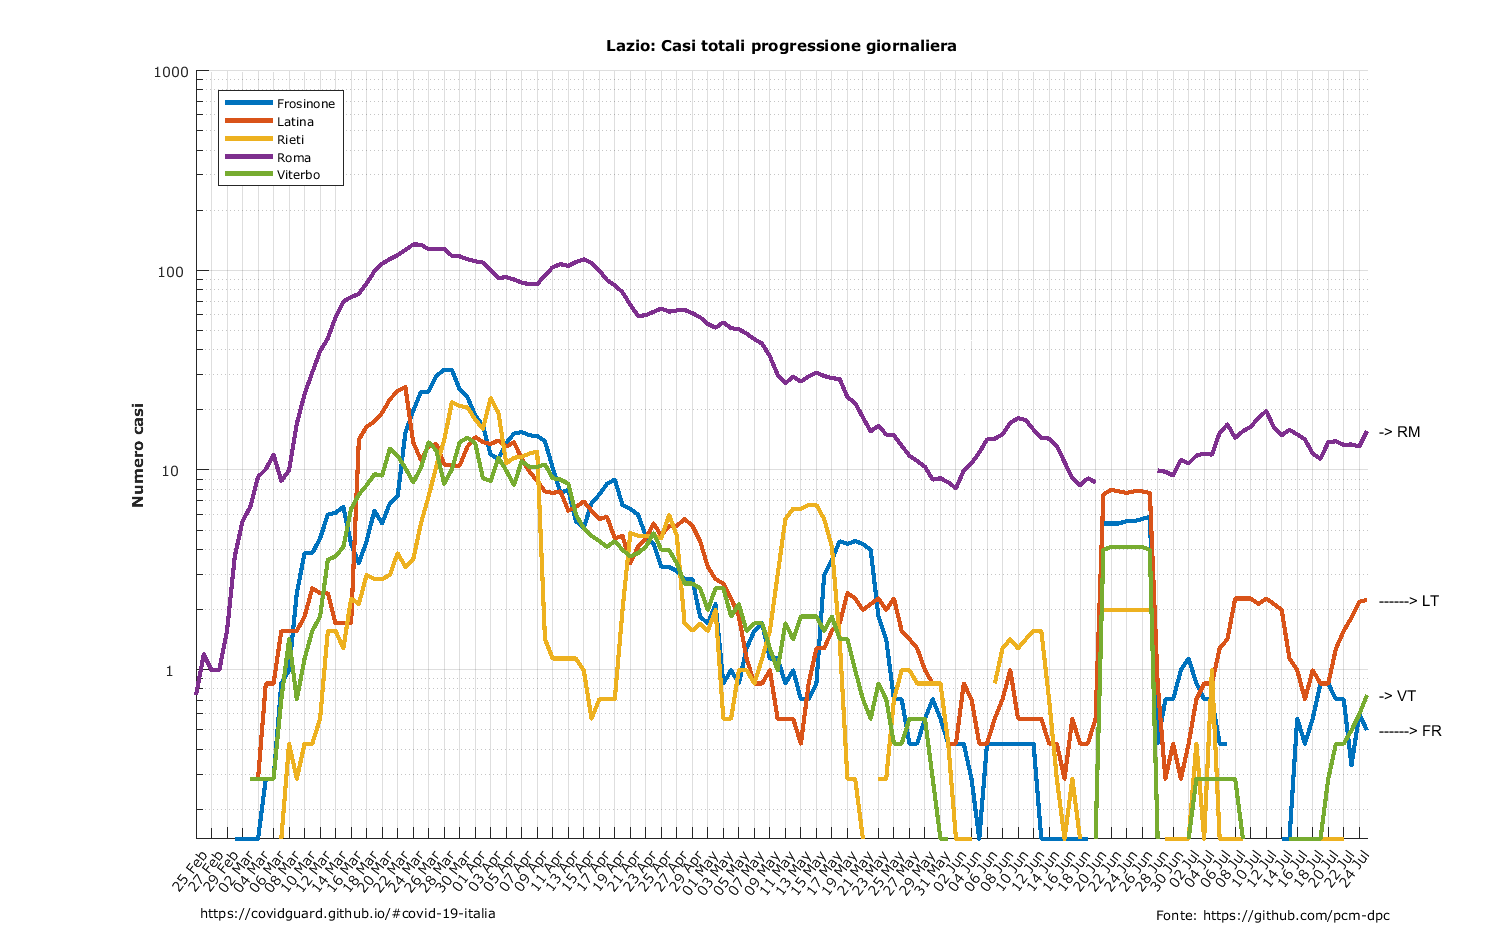 Lazio: Casi totali progressione giornaliera
1000
100
10
1
Numero casi
Frosinone
Latina
Rieti
Roma
Viterbo
-> RM
------> LT
-> VT
------> FR
25 Feb
27 Feb
29 Feb
02 Mar
04 Mar
06 Mar
08 Mar
10 Mar
12 Mar
14 Mar
16 Mar
18 Mar
20 Mar
22 Mar
24 Mar
26 Mar
28 Mar
30 Mar
01 Apr
03 Apr
05 Apr
07 Apr
09 Apr
11 Apr
13 Apr
15 Apr
17 Apr
19 Apr
21 Apr
23 Apr
25 Apr
27 Apr
29 Apr
01 May
03 May
05 May
07 May
09 May
11 May
13 May
15 May
17 May
19 May
21 May
23 May
25 May
27 May
29 May
31 May
02 Jun
04 Jun
06 Jun
08 Jun
10 Jun
12 Jun
14 Jun
16 Jun
18 Jun
20 Jun
22 Jun
24 Jun
26 Jun
28 Jun
30 Jun
02 Jul
04 Jul
06 Jul
08 Jul
10 Jul
12 Jul
14 Jul
16 Jul
18 Jul
20 Jul
22 Jul
24 Jul
https://covidguard.github.io/#covid-19-italia
Fonte: https://github.com/pcm-dpc